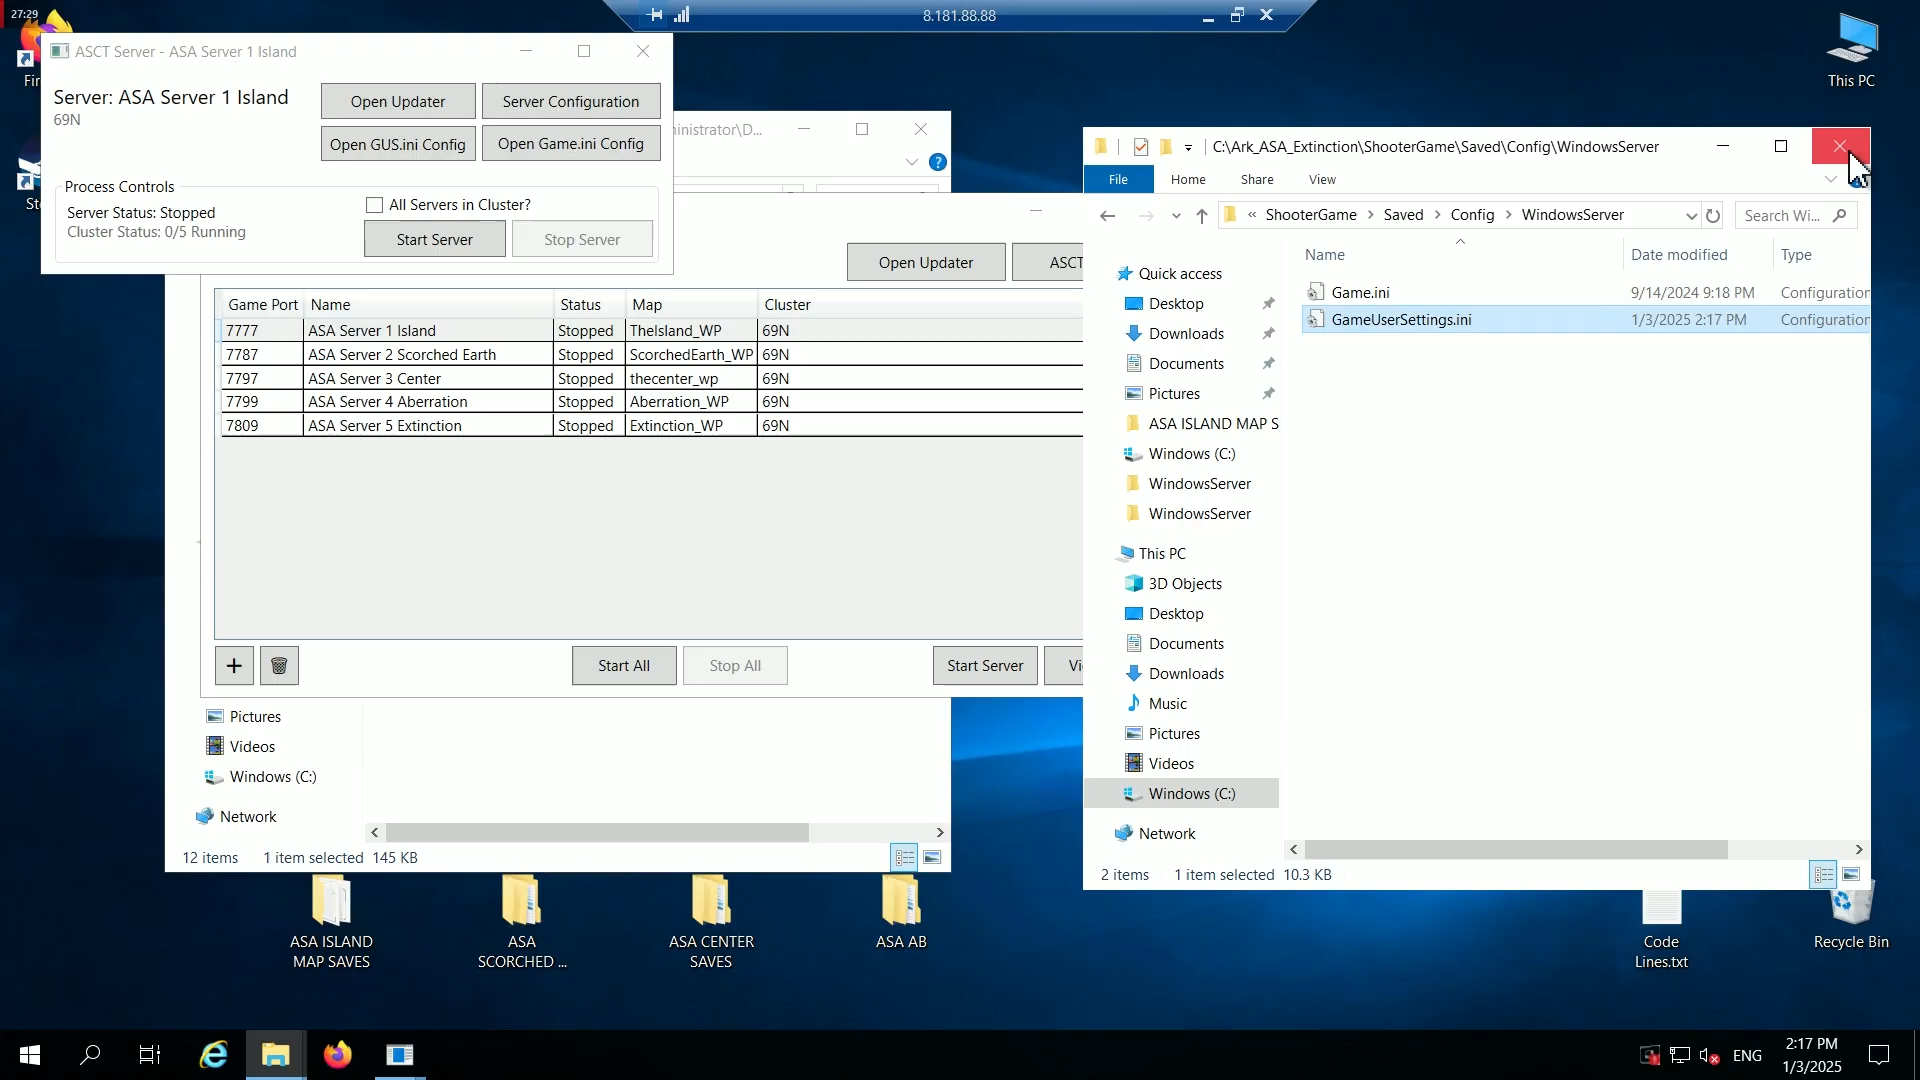 27:29
8.181.88.88
This PC
Fir
St
ASCT Server - ASA Server 1 Island
Server: ASA Server 1 Island
69N
Open Updater
Server Configuration
Open GUS.ini Config
Open Game.ini Config
Process Controls
Server Status: Stopped
Cluster Status: 0/5 Running
All Servers in Cluster?
Start Server
Stop Server
inistrator\D...
Open Updater
ASCT
Game Port Name Status Map Cluster
7777 ASA Server 1 Island Stopped TheIsland_WP 69N
7787 ASA Server 2 Scorched Earth Stopped ScorchedEarth_WP 69N
7797 ASA Server 3 Center Stopped thecenter_wp 69N
7799 ASA Server 4 Aberration Stopped Aberration_WP 69N
7809 ASA Server 5 Extinction Stopped Extinction_WP 69N
+
Start All
Stop All
Start Server
Vi
Pictures
Videos
Windows (C:)
Network
12 items 1 item selected 145 KB
C:\Ark_ASA_Extinction\ShooterGame\Saved\Config\WindowsServer
File Home Share View
« ShooterGame > Saved > Config > WindowsServer
Search Wi...
Name Date modified Type
Game.ini 9/14/2024 9:18 PM Configuration
GameUserSettings.ini 1/3/2025 2:17 PM Configuration
Quick access
Desktop
Downloads
Documents
Pictures
ASA ISLAND MAP S
Windows (C:)
WindowsServer
WindowsServer
This PC
3D Objects
Desktop
Documents
Downloads
Music
Pictures
Videos
Windows (C:)
Network
2 items 1 item selected 10.3 KB
ASA ISLAND
MAP SAVES
ASA
SCORCHED ...
ASA CENTER
SAVES
ASA AB
Code
Lines.txt
Recycle Bin
ENG
2:17 PM
1/3/2025